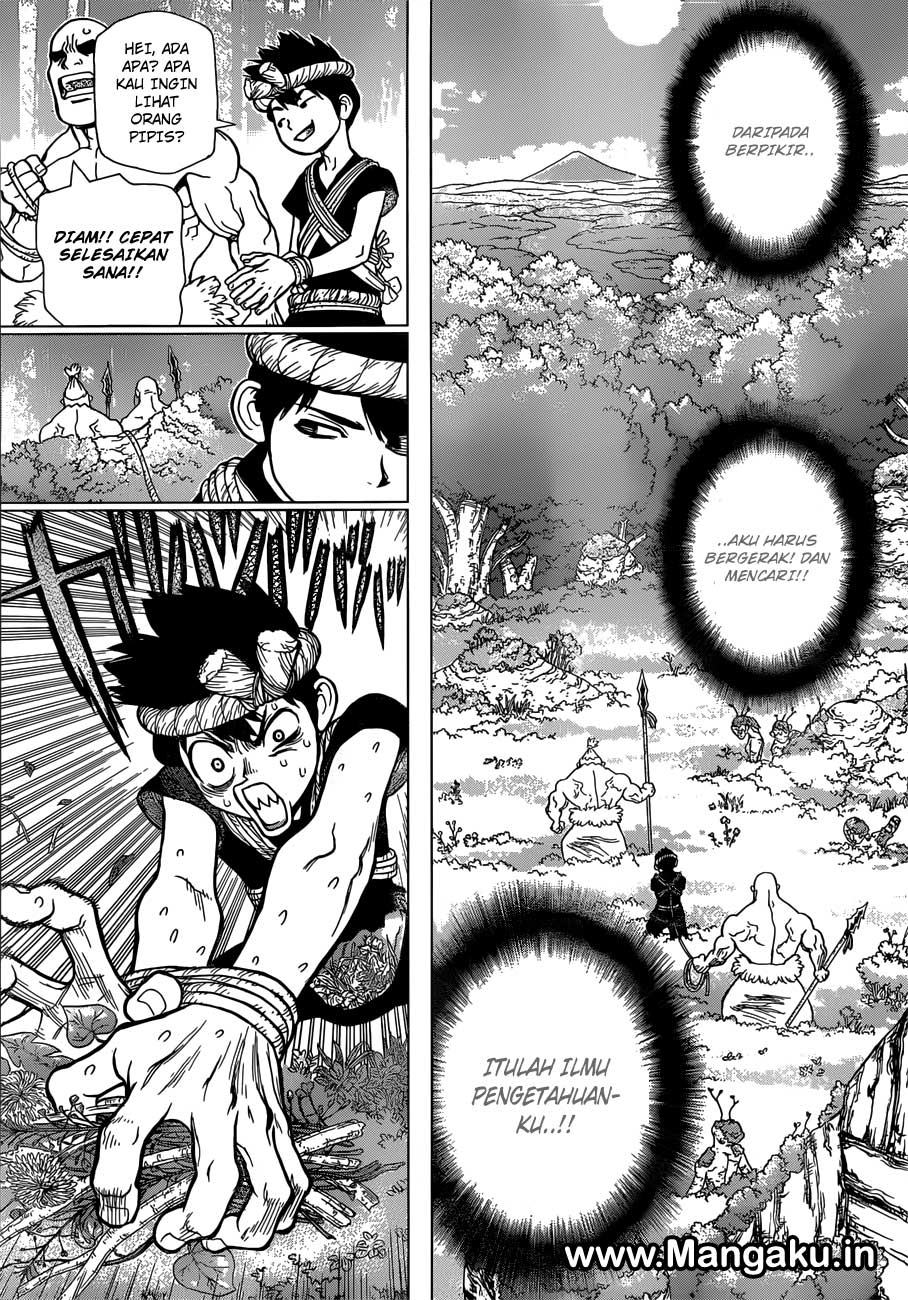 DARIPADA
BERPIKIR..
..AKU HARUS
BERGERAK! DAN
MENCARI!!
ITULAH ILMU
PENGETAHUAN-
KU..!!
HEI, ADA
APA? APA
KAU INGIN
LIHAT
ORANG
PIPIS?
DIAM!! CEPAT
SELESAIKAN
SANA!!
www.Mangaku.in